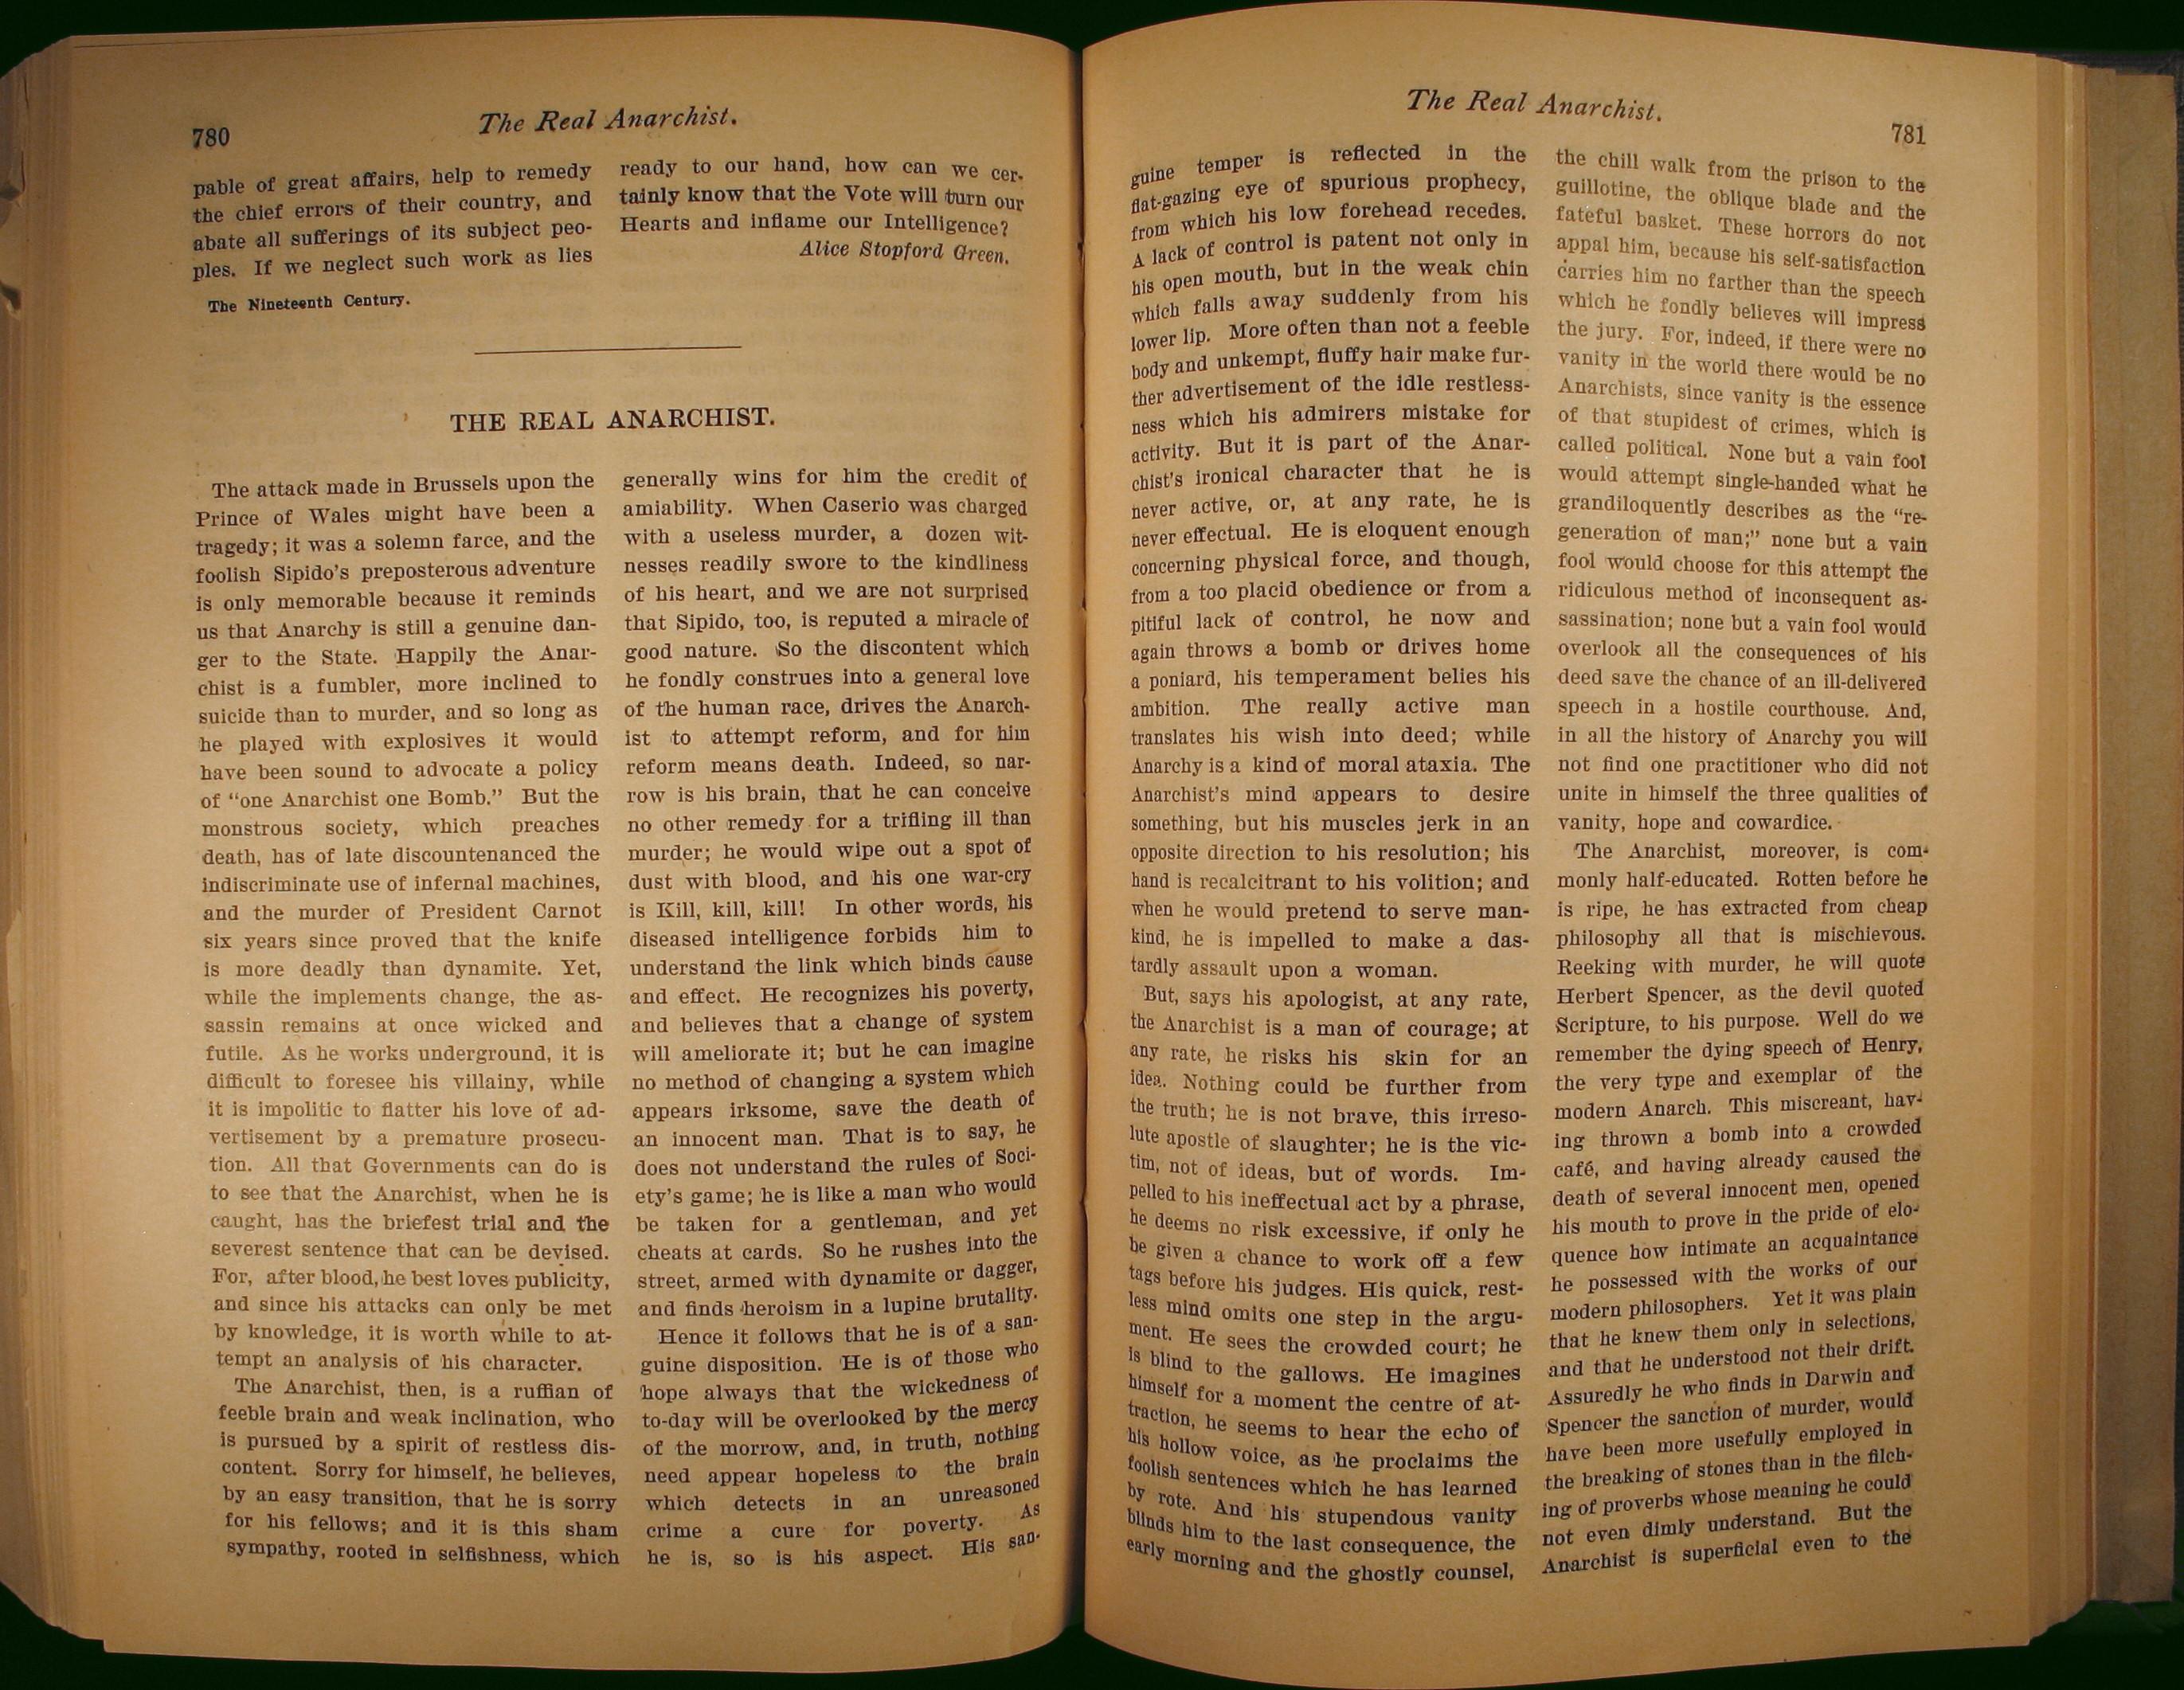 780
The Real Anarchist.
pable of great affairs, help to remedy
the chief errors of their country, and
abate all sufferings of its subject peo-
ples. If we neglect such work as lies
The Nineteenth Century.
ready to our hand, how can we cer-
tainly know that the Vote will turn our
Hearts and inflame our Intelligence?
Alice Stopford Green.
THE REAL ANARCHIST.
The attack made in Brussels upon the
Prince of Wales might have been a
tragedy; it was a solemn farce, and the
foolish Sipido's preposterous adventure
is only memorable because it reminds
us that Anarchy is still a genuine dan-
ger to the State. Happily the Anar-
chist is a fumbler, more inclined to
suicide than to murder, and so long as
he played with explosives it would
have been sound to advocate a policy
of "one Anarchist one Bomb." But the
monstrous society, which preaches
death, has of late discountenanced the
indiscriminate use of infernal machines,
and the murder of President Carnot
six years since proved that the knife
is more deadly than dynamite. Yet,
while the implements change, the as-
sassin remains at once wicked and
futile. As he works underground, it is
difficult to foresee his villainy, while
it is impolitic to flatter his love of ad-
vertisement by a premature prosecu-
tion. All that Governments can do is
to see that the Anarchist, when he is
caught, has the briefest trial and the
severest sentence that can be devised.
For, after blood, he best loves publicity,
and since his attacks can only be met
by knowledge, it is worth while to at-
tempt an analysis of his character.
The Anarchist, then, is a ruffian of
feeble brain and weak inclination, who
is pursued by a spirit of restless dis-
content. Sorry for himself, he believes,
by an easy transition, that he is sorry
for his fellows; and it is this sham
sympathy, rooted in selfishness, which
generally wins for him the credit of
amiability. When Caserio was charged
with a useless murder, a dozen wit-
nesses readily swore to the kindliness
of his heart, and we are not surprised
that Sipido, too, is reputed a miracle of
good nature. So the discontent which
he fondly construes into a general love
of the human race, drives the Anarch-
ist to attempt reform, and for him
reform means death. Indeed, so nar-
row is his brain, that he can conceive
no other remedy for a trifling ill than
murder; he would wipe out a spot of
dust with blood, and his one war-cry
is Kill, kill, kill! In other words, his
diseased intelligence forbids him to
understand the link which binds cause
and effect. He recognizes his poverty,
and believes that a change of system
will ameliorate it; but he can imagine
no method of changing a system which
appears irksome, save the death of
an innocent man. That is to say, he
does not understand the rules of Soci-
ety's game; he is like a man who would
be taken for a gentleman, and yet
cheats at cards. So he rushes into the
street, armed with dynamite or dagger,
and finds heroism in a lupine brutality.
Hence it follows that he is of a san-
guine disposition. He is of those who
hope always that the wickedness of
to-day will be overlooked by the mercy
of the morrow, and, in truth, nothing
need appear hopeless to the brain
which detects in an unreasoned
crime a cure for poverty. As
he is, so is his aspect. His san-
The Real Anarchist.
781
guine temper is reflected in the
flat-gazing eye of spurious prophecy,
from which his low forehead recedes.
A lack of control is patent not only in
his open mouth, but in the weak chin
which falls away suddenly from his
lower lip. More often than not a feeble
body and unkempt, fluffy hair make fur-
ther advertisement of the idle restless-
ness which his admirers mistake for
activity. But it is part of the Anar-
chist's ironical character that he is
never active, or, at any rate, he is
never effectual. He is eloquent enough
concerning physical force, and though,
from a too placid obedience or from a
pitiful lack of control, he now and
again throws a bomb or drives home
a poniard, his temperament belies his
ambition. The really active man
translates his wish into deed; while
Anarchy is a kind of moral ataxia. The
Anarchist's mind appears to desire
something, but his muscles jerk in an
opposite direction to his resolution; his
hand is recalcitrant to his volition; and
when he would pretend to serve man-
kind, he is impelled to make a das-
tardly assault upon a woman.
But, says his apologist, at any rate,
the Anarchist is a man of courage; at
any rate, he risks his skin for an
idea. Nothing could be further from
the truth; he is not brave, this irreso-
lute apostle of slaughter; he is the vic-
tim, not of ideas, but of words. Im-
pelled to his ineffectual act by a phrase,
he deems no risk excessive, if only he
be given a chance to work off a few
tags before his judges. His quick, rest-
less mind omits one step in the argu-
ment. He sees the crowded court; he
is blind to the gallows. He imagines
himself for a moment the centre of at-
traction, he seems to hear the echo of
his hollow voice, as he proclaims the
foolish sentences which he has learned
by rote. And his stupendous vanity
blinds him to the last consequence, the
early morning and the ghostly counsel,
the chill walk from the prison to the
guillotine, the oblique blade and the
fateful basket. These horrors do not
appal him, because his self-satisfaction
carries him no farther than the speech
which he fondly believes will impress
the jury. For, indeed, if there were no
vanity in the world there would be no
Anarchists, since vanity is the essence
of that stupidest of crimes, which is
called political. None but a vain fool
would attempt single-handed what he
grandiloquently describes as the "re-
generation of man;" none but a vain
fool would choose for this attempt the
ridiculous method of inconsequent as-
sassination; none but a vain fool would
overlook all the consequences of his
deed save the chance of an ill-delivered
speech in a hostile courthouse. And,
in all the history of Anarchy you will
not find one practitioner who did not
unite in himself the three qualities of
vanity, hope and cowardice.
The Anarchist, moreover, is com-
monly half-educated. Rotten before he
is ripe, he has extracted from cheap
philosophy all that is mischievous.
Reeking with murder, he will quote
Herbert Spencer, as the devil quoted
Scripture, to his purpose. Well do we
remember the dying speech of Henry,
the very type and exemplar of the
modern Anarch. This miscreant, hav-
ing thrown a bomb into a crowded
café, and having already caused the
death of several innocent men, opened
his mouth to prove in the pride of elo-
quence how intimate an acquaintance
he possessed with the works of our
modern philosophers. Yet it was plain
that he knew them only in selections,
and that he understood not their drift.
Assuredly he who finds in Darwin and
Spencer the sanction of murder, would
have been more usefully employed in
the breaking of stones than in the filch-
ing of proverbs whose meaning he could
not even dimly understand. But the
Anarchist is superficial even to the